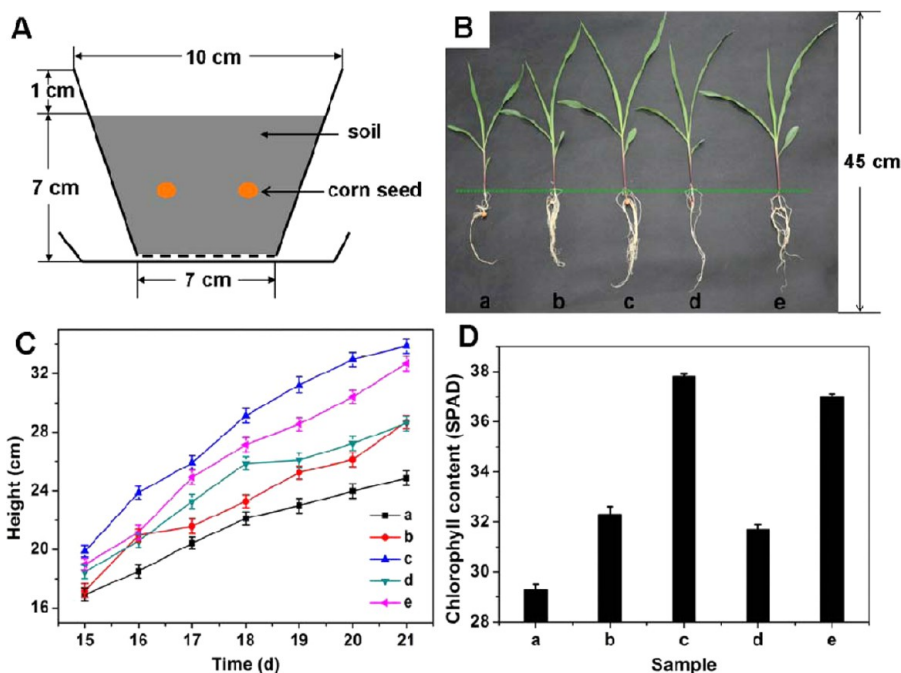 A
10 cm
1 cm
soil
7 cm
corn seed
7 cm
B
45 cm
a b c d e
C
Height (cm)
32
28
24
20
16
a
b
c
d
e
15 16 17 18 19 20 21
Time (d)
D
Chlorophyll content (SPAD)
38
36
34
32
30
28
a b c d e
Sample